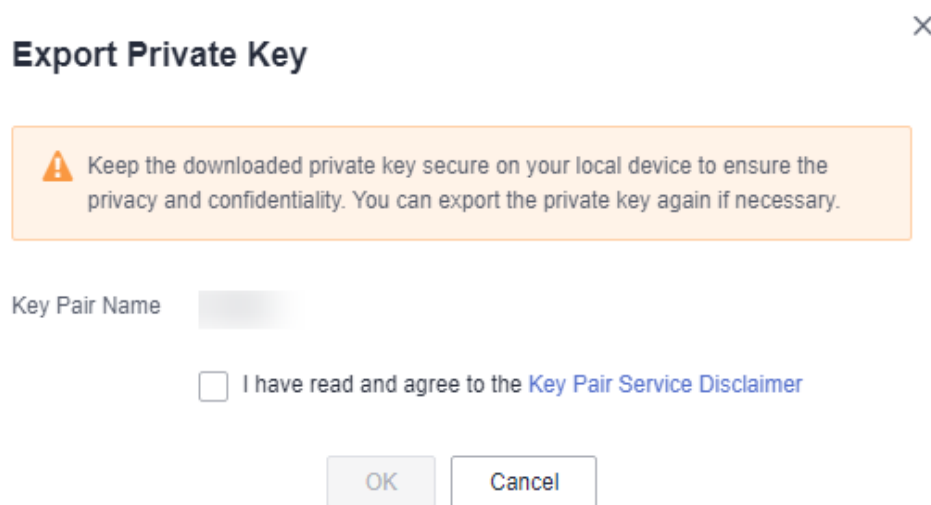 Export Private Key
Keep the downloaded private key secure on your local device to ensure the
privacy and confidentiality. You can export the private key again if necessary.
Key Pair Name
I have read and agree to the Key Pair Service Disclaimer
OK Cancel